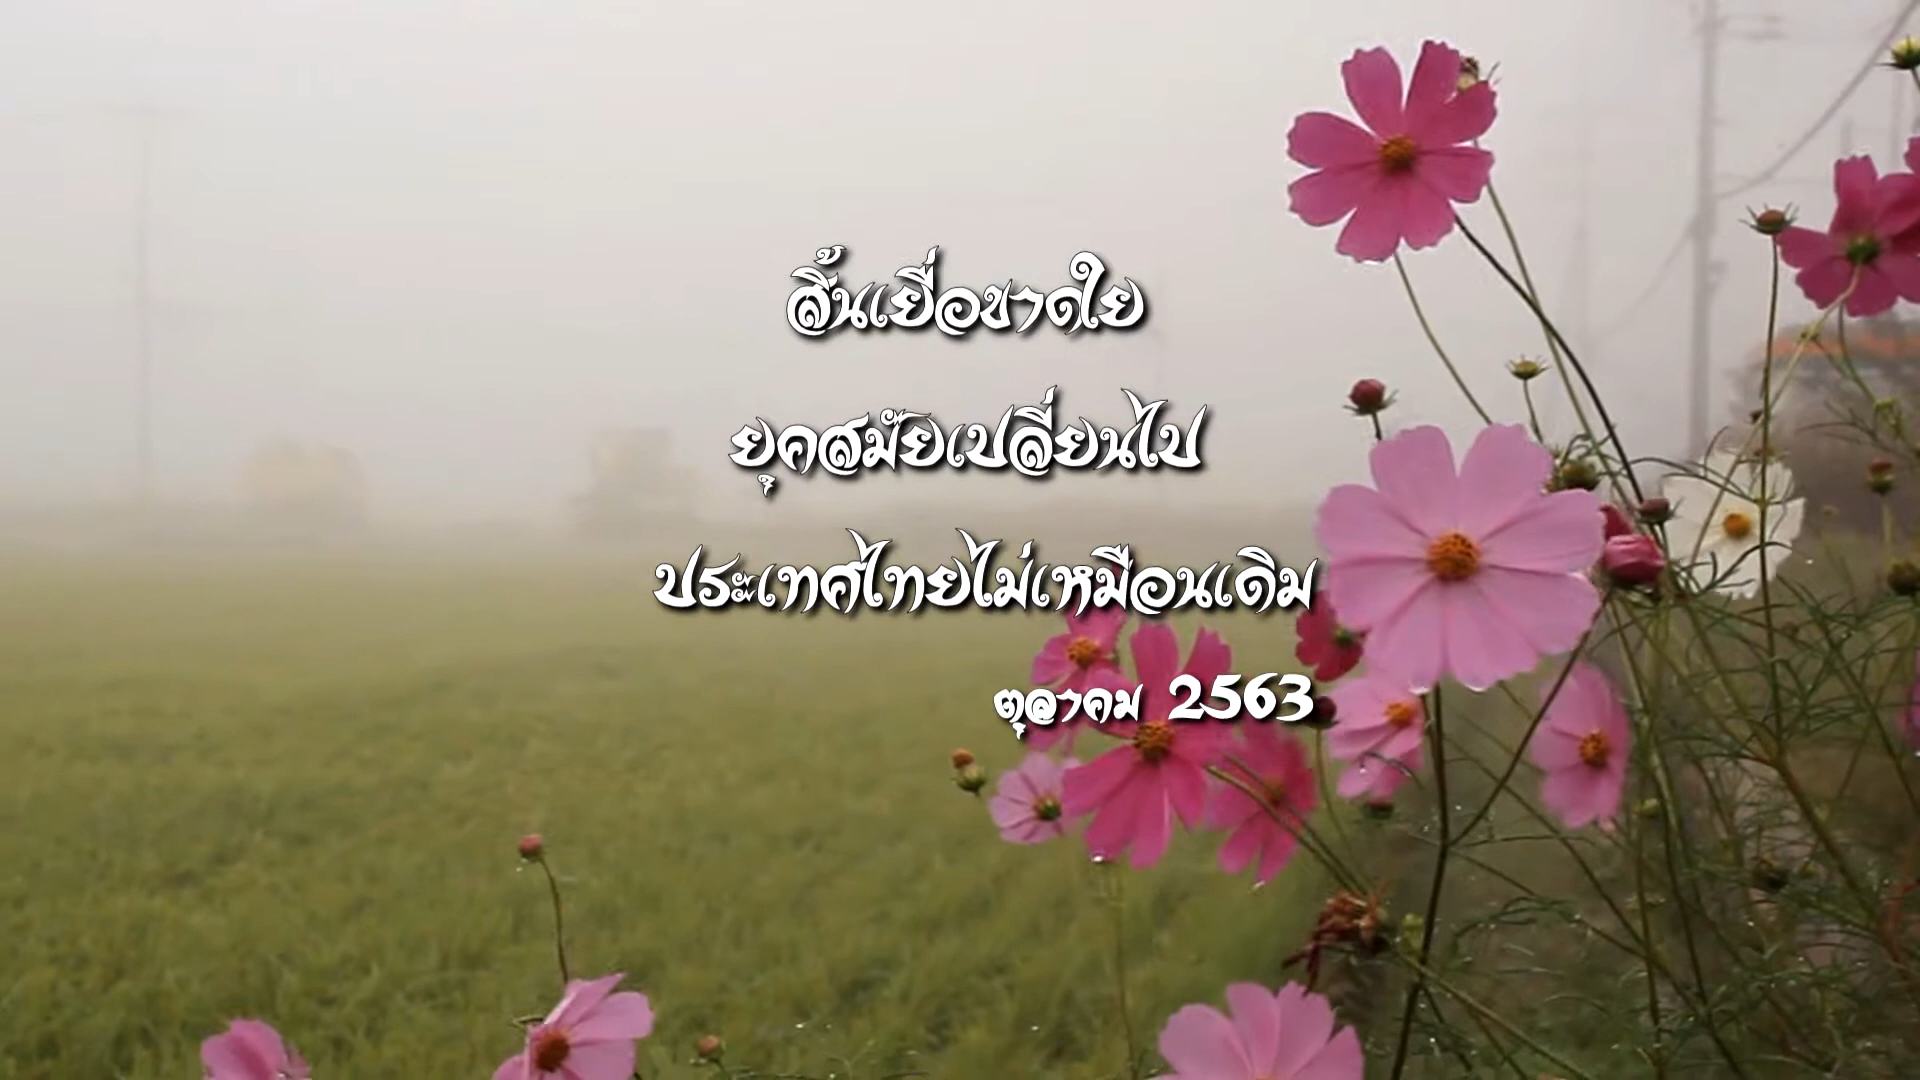 สิ้นเยื่อขาดใย
ยุคสมัยเปลี่ยนไป
ประเทศไทยไม่เหมือนเดิม
ตุลาคม 2563